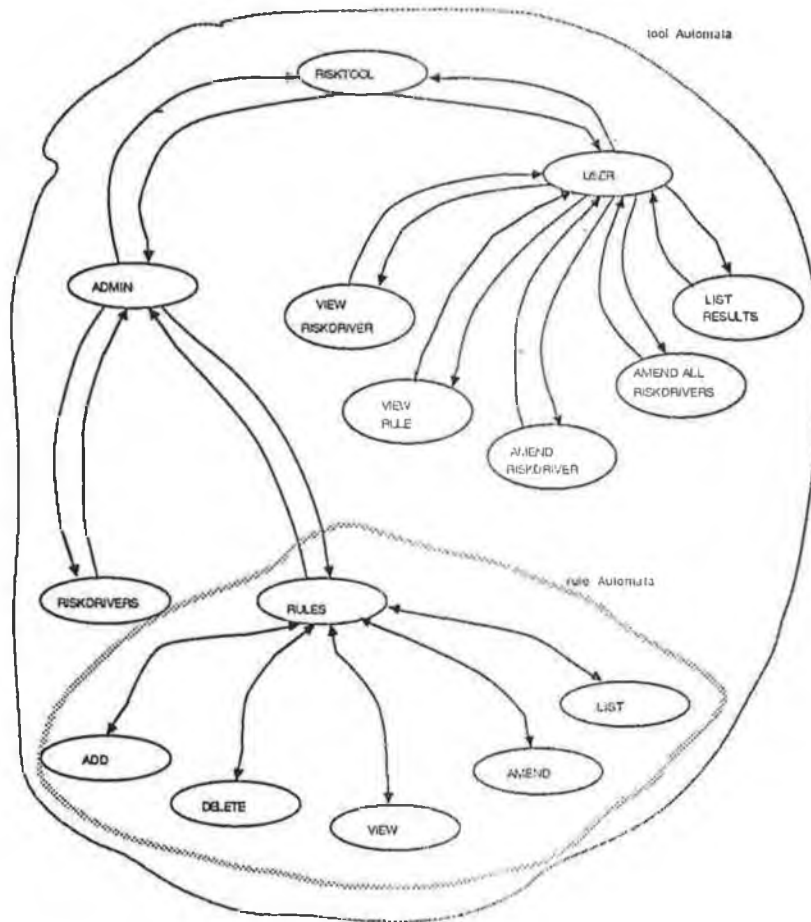 tool Automata
RISKTOOL
USER
ADMIN
VIEW
RISKDRIVER
LIST
RESULTS
AMEND ALL
RISKDRIVERS
VIEW
RULE
AMEND
RISKDRIVER
rule Automata
RISKDRIVERS
RULES
LIST
ADD
AMEND
DELETE
VIEW